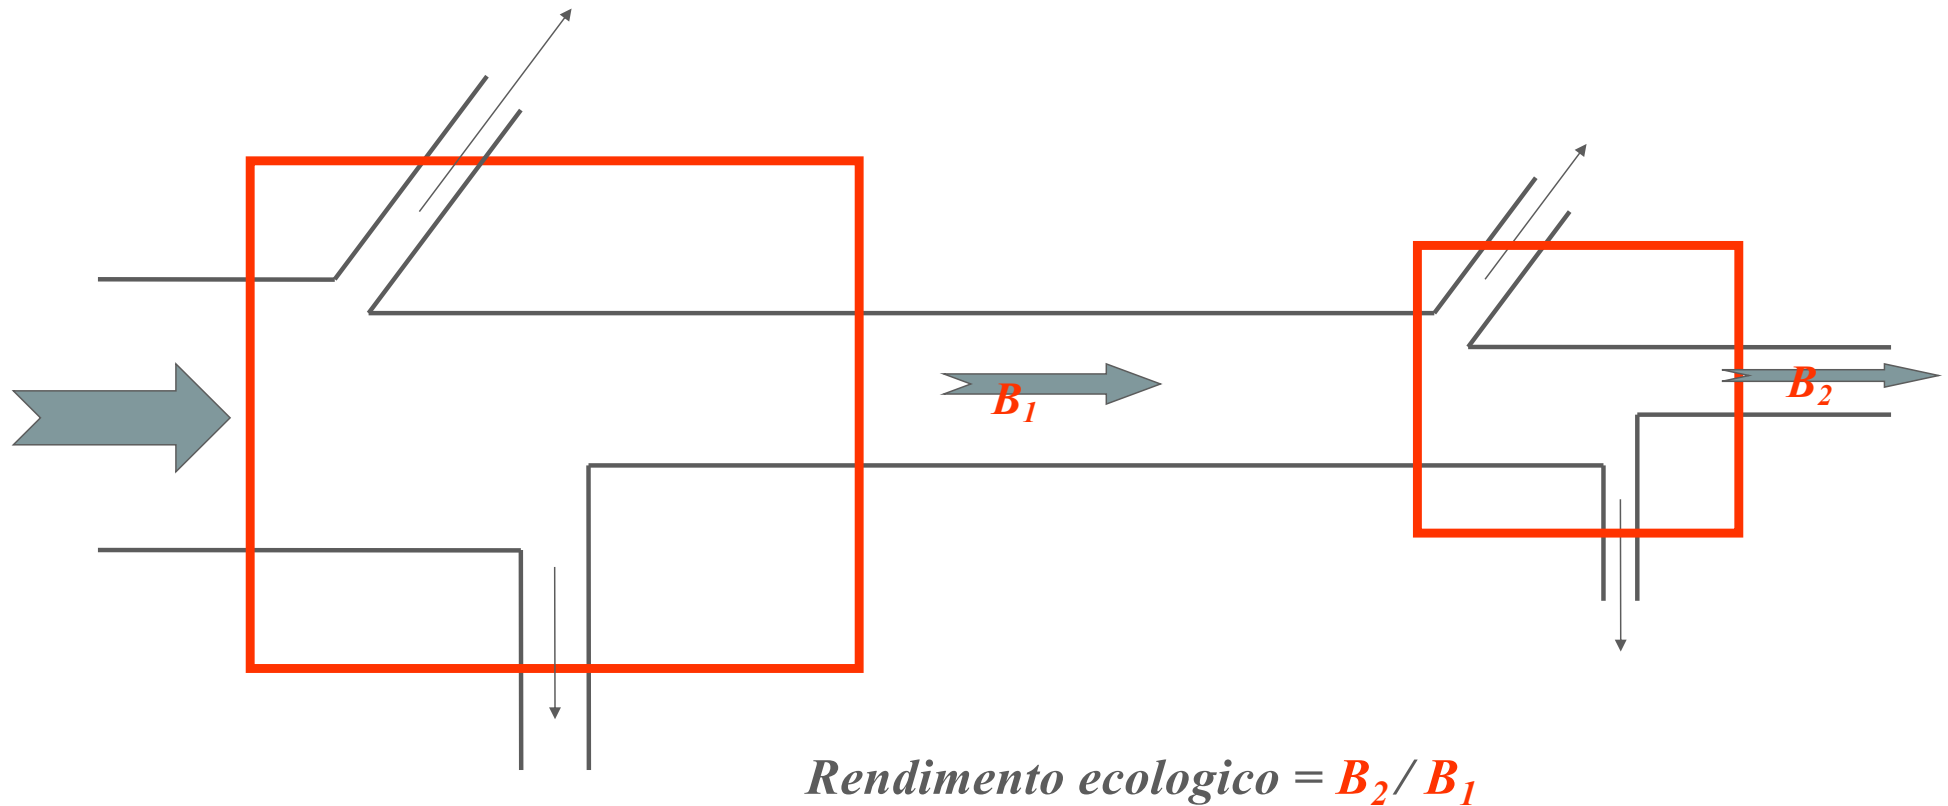 B₁
B₂
Rendimento ecologico = B₂ / B₁